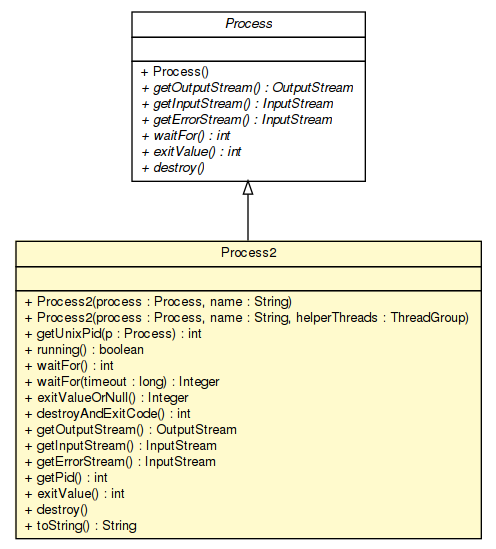 Process
+ Process()
+ getOutputStream() : OutputStream
+ getInputStream() : InputStream
+ getErrorStream() : InputStream
+ waitFor() : int
+ exitValue() : int
+ destroy()
Process2
+ Process2(process : Process, name : String)
+ Process2(process : Process, name : String, helperThreads : ThreadGroup)
+ getUnixPid(p : Process) : int
+ running() : boolean
+ waitFor() : int
+ waitFor(timeout : long) : Integer
+ exitValueOrNull() : Integer
+ destroyAndExitCode() : int
+ getOutputStream() : OutputStream
+ getInputStream() : InputStream
+ getErrorStream() : InputStream
+ getPid() : int
+ exitValue() : int
+ destroy()
+ toString() : String